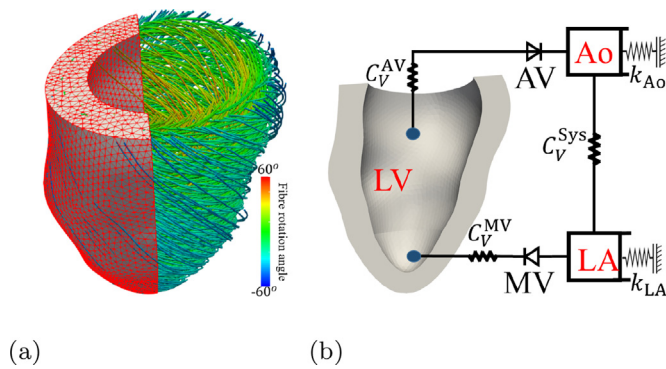 60°
Fibre rotation angle
-60°
(a)
C_V^AV
AV
Ao
k_Ao
C_V^Sys
LV
C_V^MV
MV
LA
k_LA
(b)